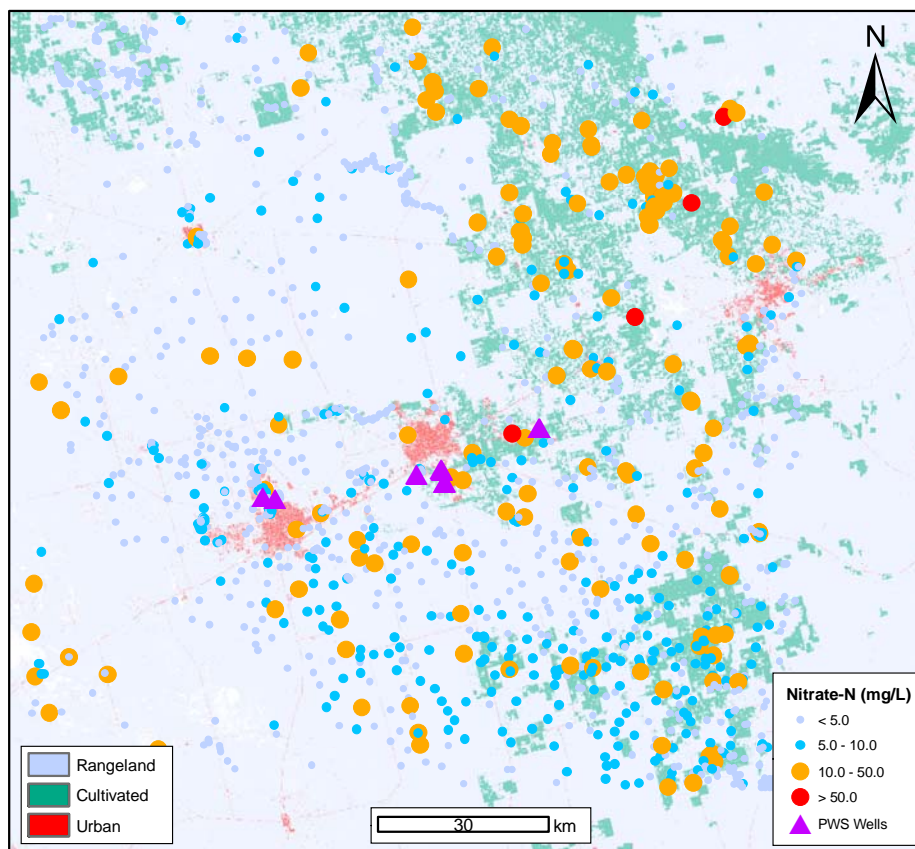 N
Nitrate-N (mg/L)
< 5.0
5.0 - 10.0
10.0 - 50.0
> 50.0
PWS Wells
Rangeland
Cultivated
Urban
30 km